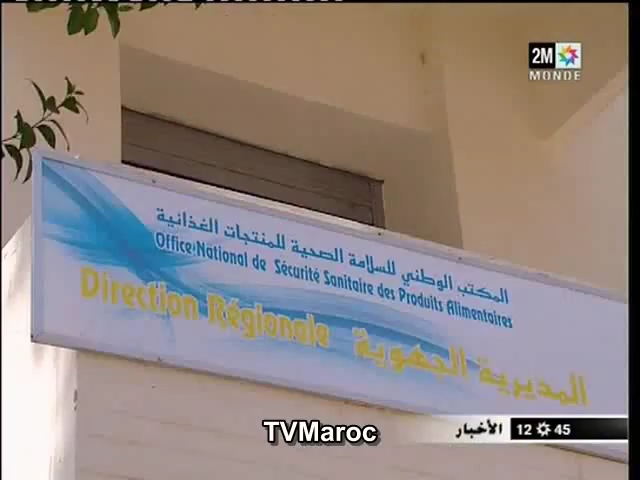 2M
MONDE
المكتب الوطني للسلامة الصحية للمنتجات الغذائية
Office National de Sécurité Sanitaire des Produits Alimentaires
Direction Régionale المديرية الجهوية
TVMaroc
الأخبار 12 45